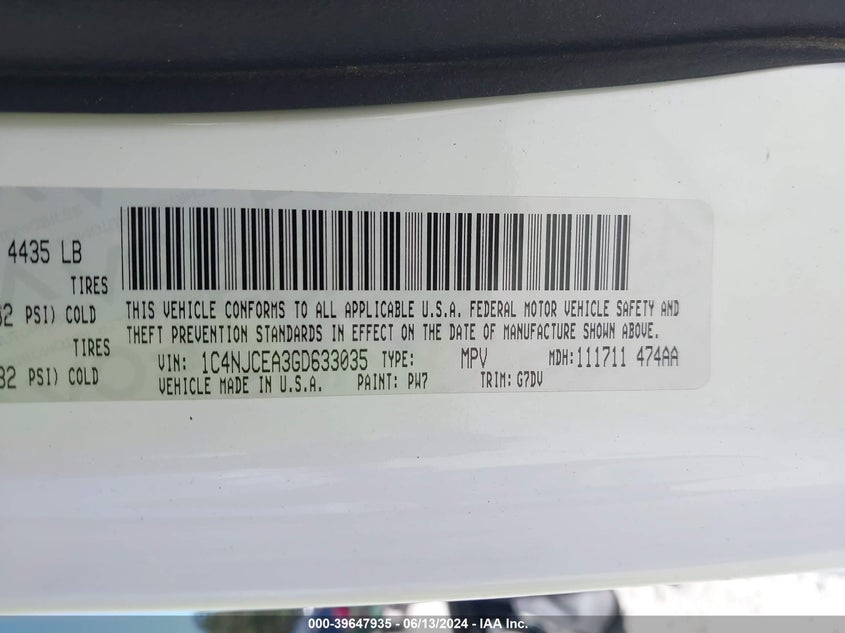 4435 LB
TIRES
32 PSI) COLD
TIRES
32 PSI) COLD
THIS VEHICLE CONFORMS TO ALL APPLICABLE U.S.A. FEDERAL MOTOR VEHICLE SAFETY AND
THEFT PREVENTION STANDARDS IN EFFECT ON THE DATE OF MANUFACTURE SHOWN ABOVE.
VIN: 1C4NJCEA3GD633035 TYPE: MPV MDH:111711 474AA
VEHICLE MADE IN U.S.A. PAINT: PW7 TRIM: G7DV
000-39647935 - 06/13/2024 - IAA Inc.